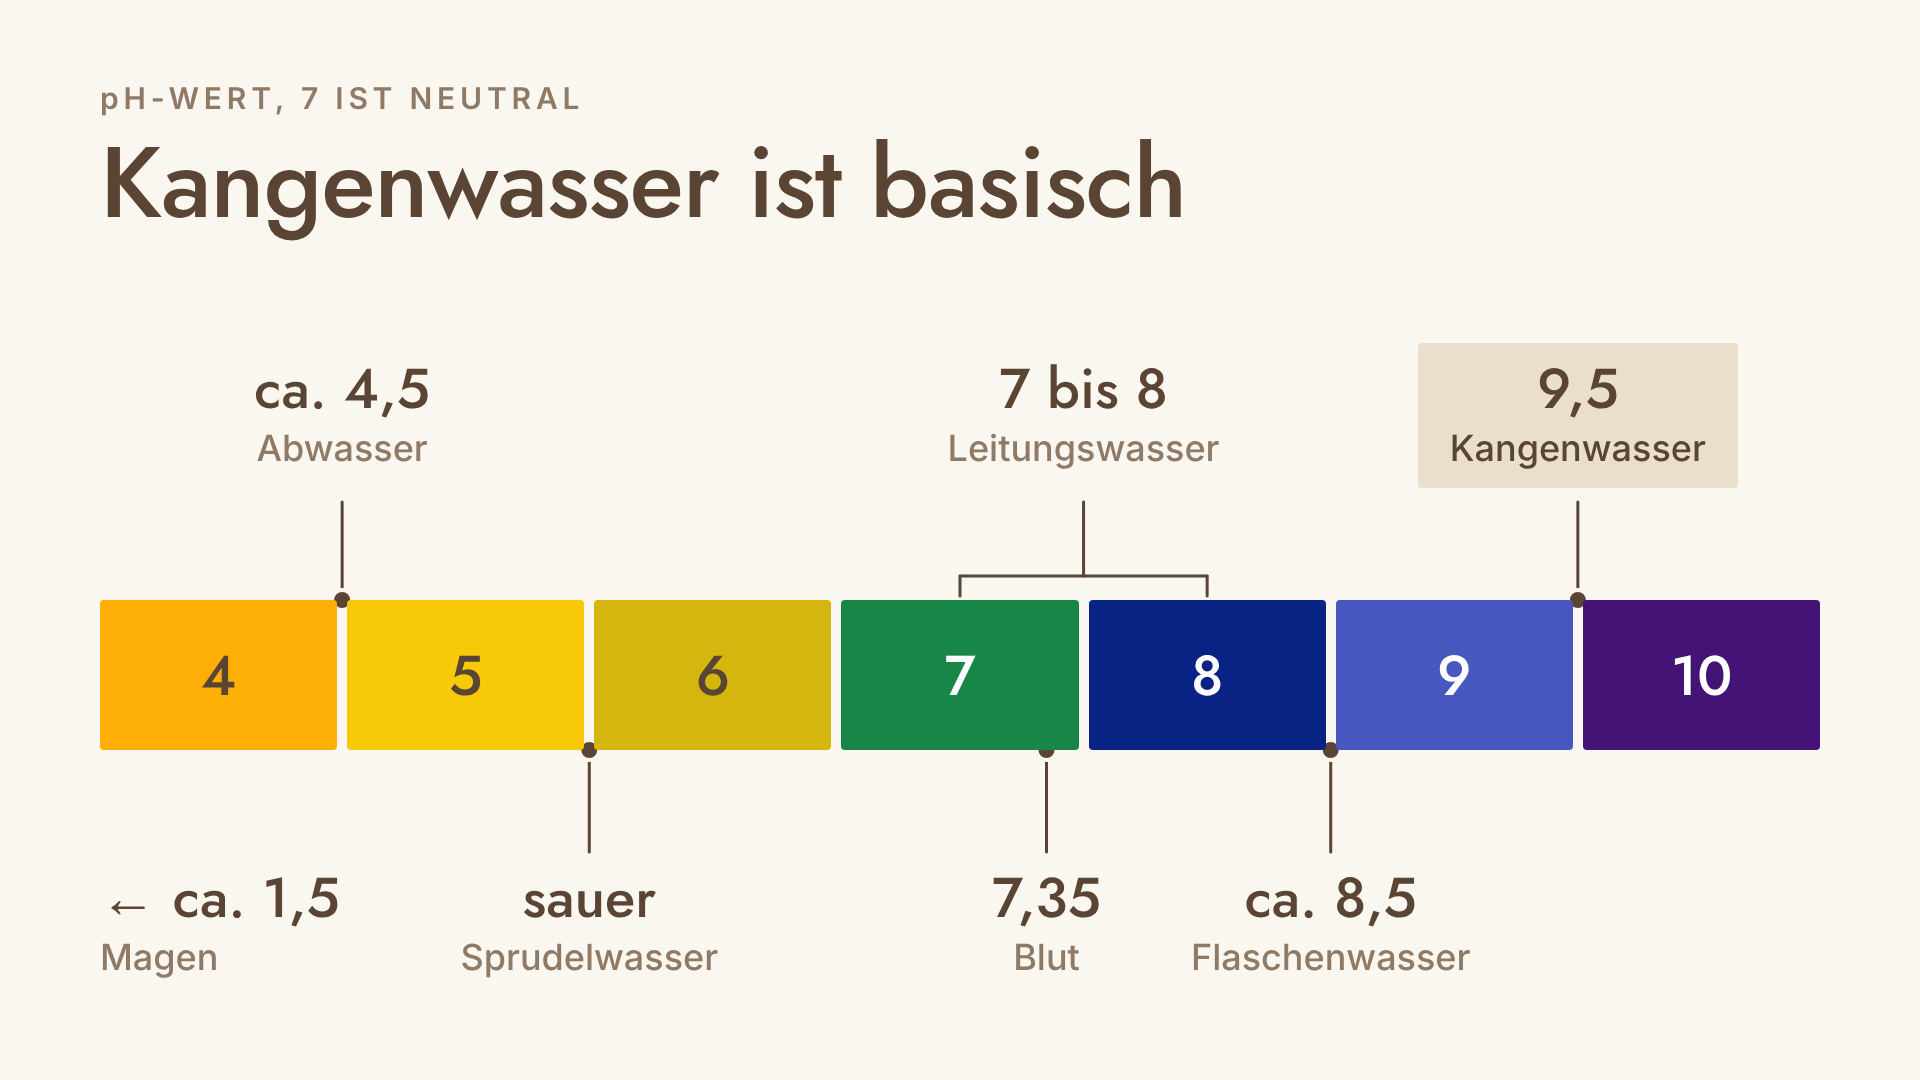 pH-WERT, 7 IST NEUTRAL
Kangenwasser ist basisch
ca. 4,5
Abwasser
7 bis 8
Leitungswasser
9,5
Kangenwasser
4
5
6
7
8
9
10
← ca. 1,5
Magen
sauer
Sprudelwasser
7,35
Blut
ca. 8,5
Flaschenwasser